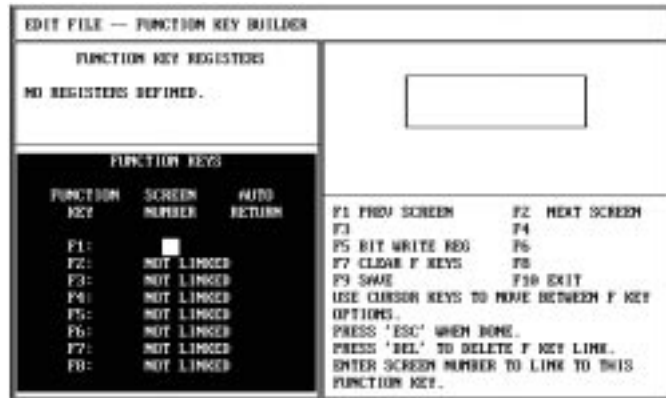 EDIT FILE -- FUNCTION KEY BUILDER
FUNCTION KEY REGISTERS
NO REGISTERS DEFINED.
FUNCTION KEYS
FUNCTION SCREEN AUTO
KEY NUMBER RETURN
F1:
F2: NOT LINKED
F3: NOT LINKED
F4: NOT LINKED
F5: NOT LINKED
F6: NOT LINKED
F7: NOT LINKED
F8: NOT LINKED
F1 PREV SCREEN F2 NEXT SCREEN
F3 F4
F5 BIT WRITE REG F6
F7 CLEAR F KEYS F8
F9 SAVE F10 EXIT
USE CURSOR KEYS TO MOVE BETWEEN F KEY
OPTIONS.
PRESS 'ESC' WHEN DONE.
PRESS 'DEL' TO DELETE F KEY LINK.
ENTER SCREEN NUMBER TO LINK TO THIS
FUNCTION KEY.